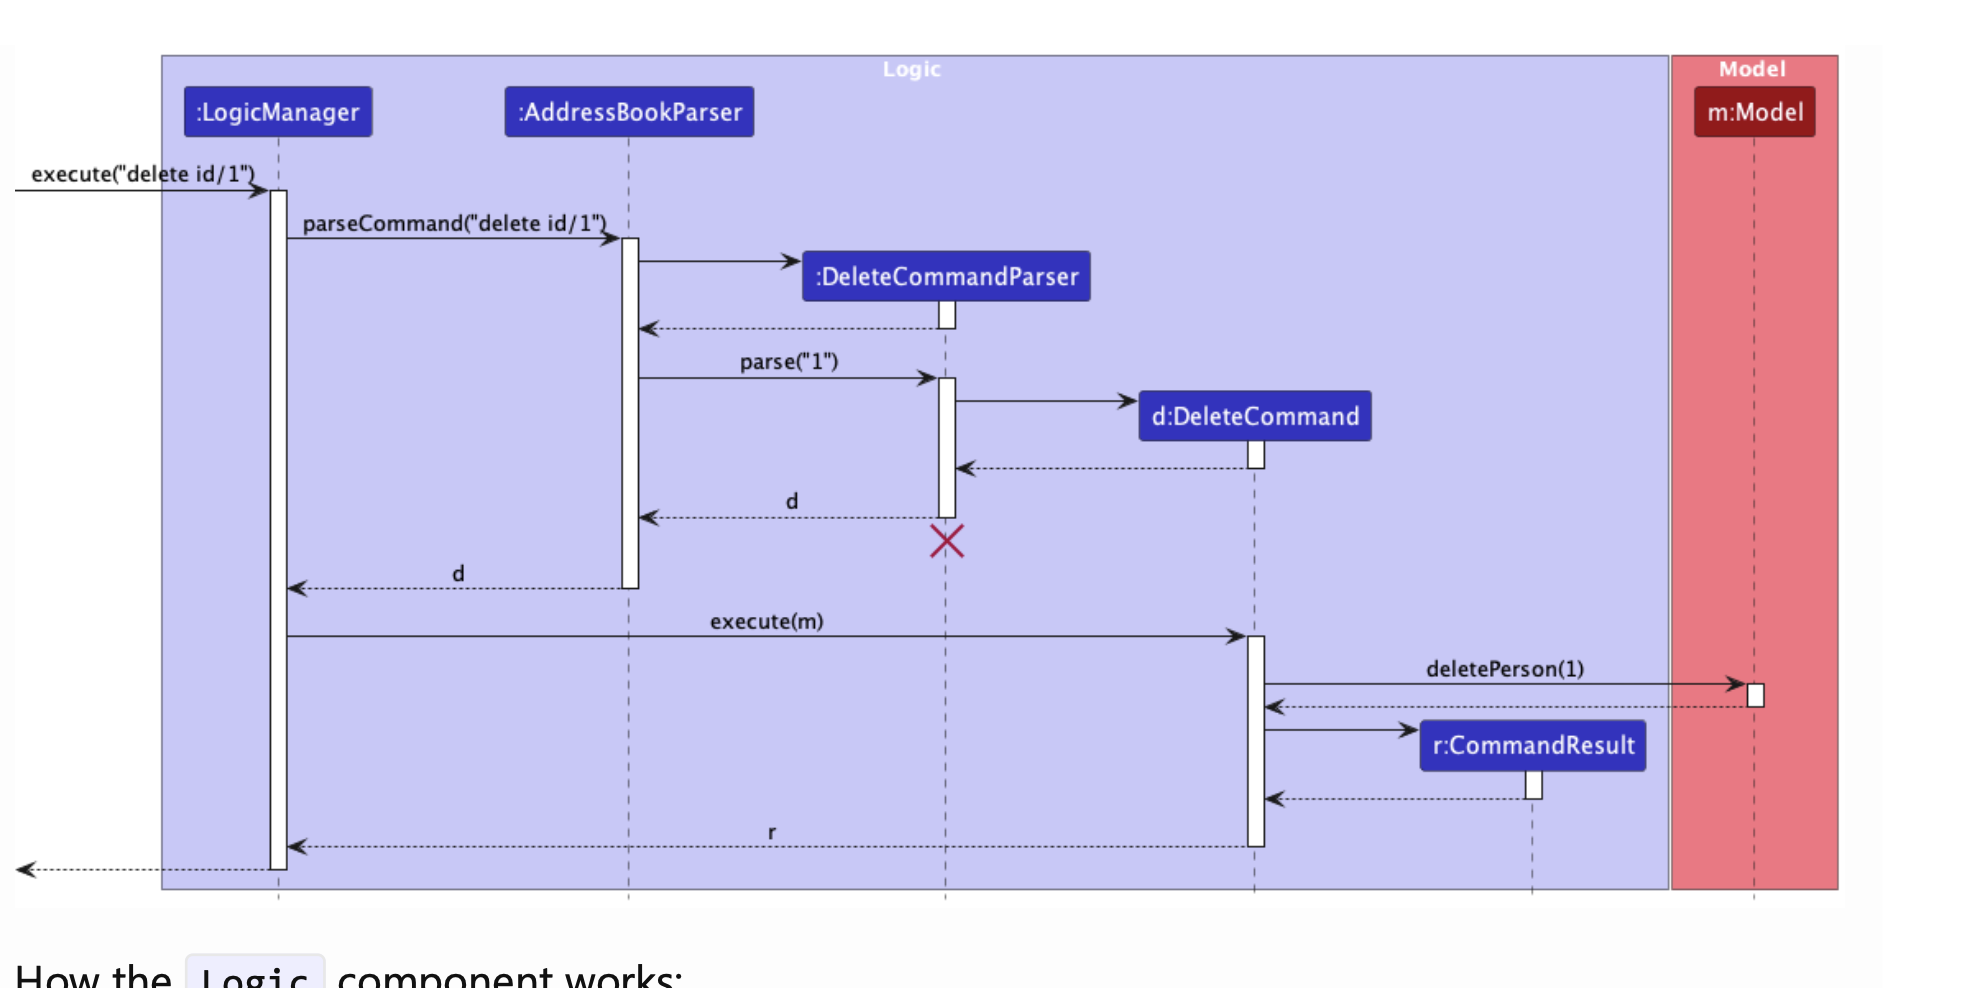 Logic
Model
:LogicManager
:AddressBookParser
m:Model
execute("delete id/1")
parseCommand("delete id/1")
:DeleteCommandParser
parse("1")
d:DeleteCommand
d
d
execute(m)
deletePerson(1)
r:CommandResult
r
How the Logic component works: